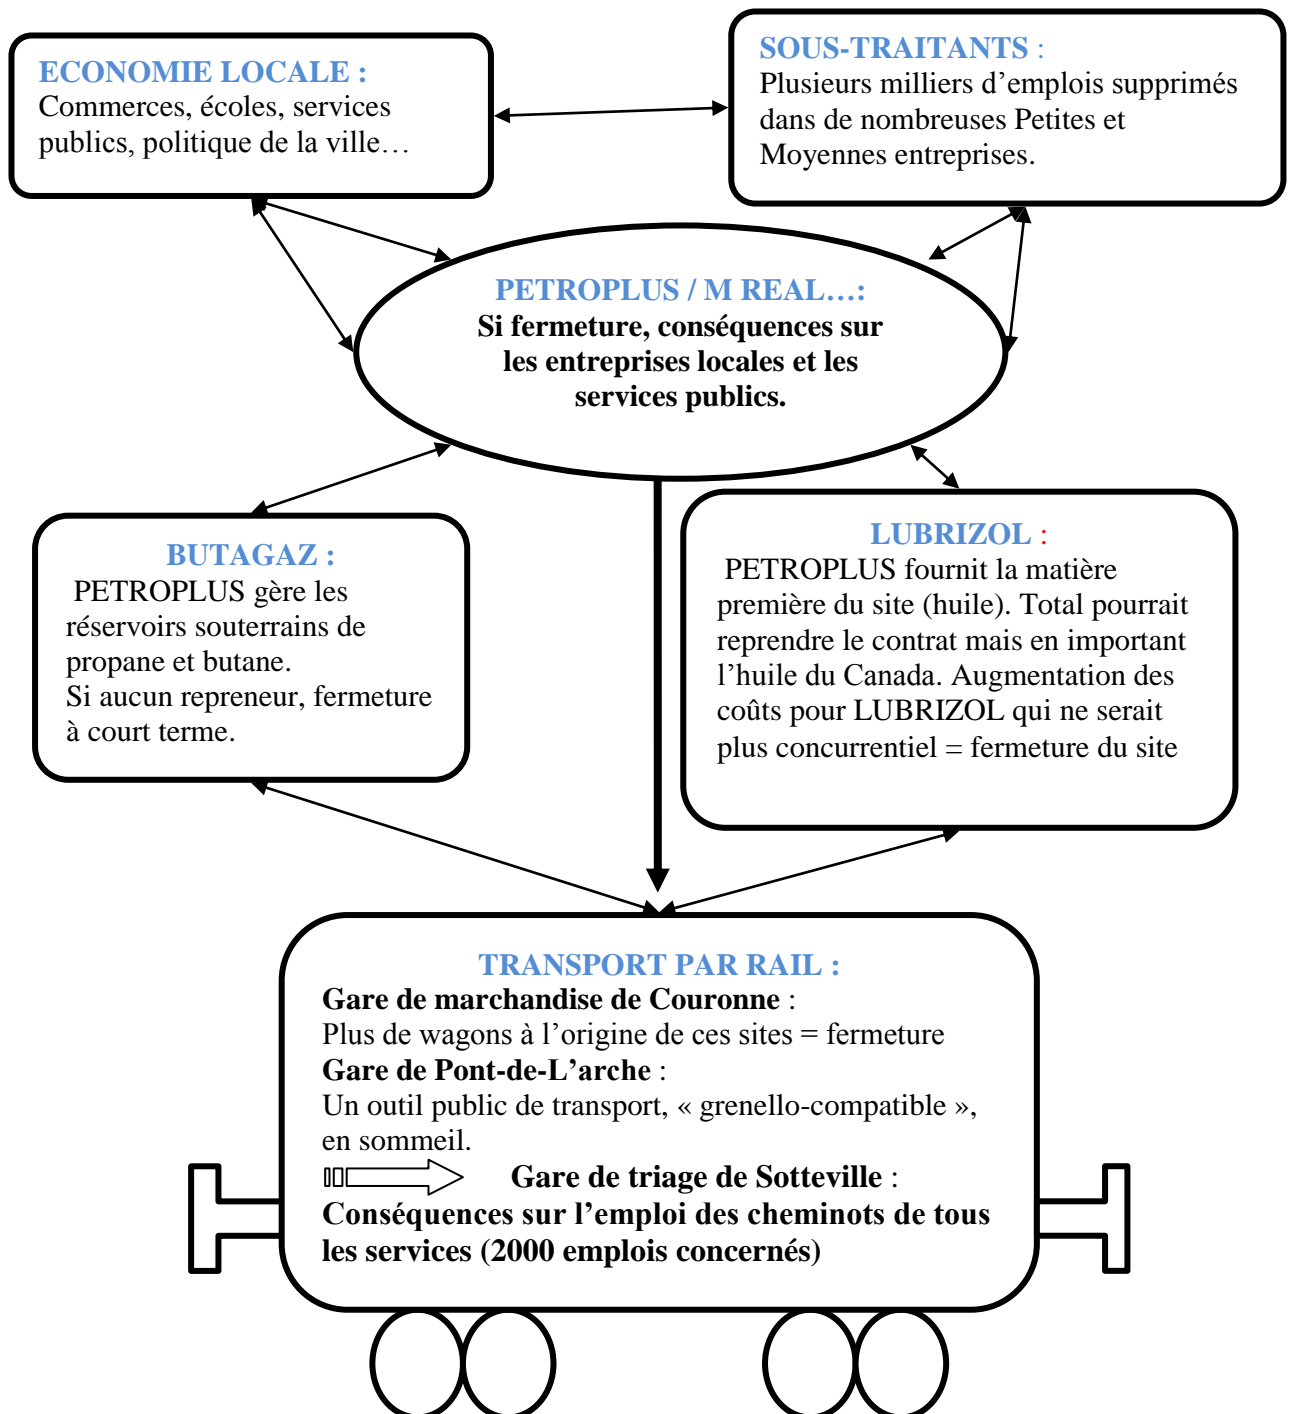 ECONOMIE LOCALE :
Commerces, écoles, services
publics, politique de la ville…
SOUS-TRAITANTS :
Plusieurs milliers d’emplois supprimés
dans de nombreuses Petites et
Moyennes entreprises.
PETROPLUS / M REAL…:
Si fermeture, conséquences sur
les entreprises locales et les
services publics.
BUTAGAZ :
PETROPLUS gère les
réservoirs souterrains de
propane et butane.
Si aucun repreneur, fermeture
à court terme.
LUBRIZOL :
PETROPLUS fournit la matière
première du site (huile). Total pourrait
reprendre le contrat mais en important
l’huile du Canada. Augmentation des
coûts pour LUBRIZOL qui ne serait
plus concurrentiel = fermeture du site
TRANSPORT PAR RAIL :
Gare de marchandise de Couronne :
Plus de wagons à l’origine de ces sites = fermeture
Gare de Pont-de-L’arche :
Un outil public de transport, « grenello-compatible »,
en sommeil.
Gare de triage de Sotteville :
Conséquences sur l’emploi des cheminots de tous
les services (2000 emplois concernés)